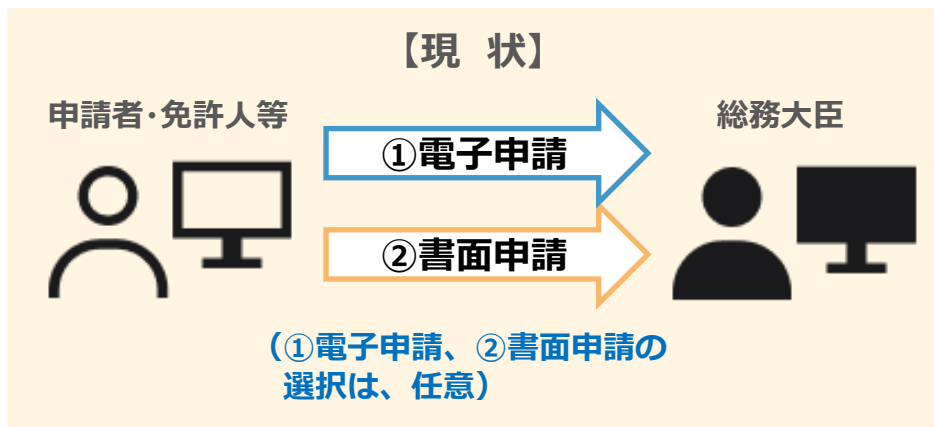 【現 状】
申請者･免許人等
総務大臣
①電子申請
②書面申請
（①電子申請、②書面申請の
選択は、任意）